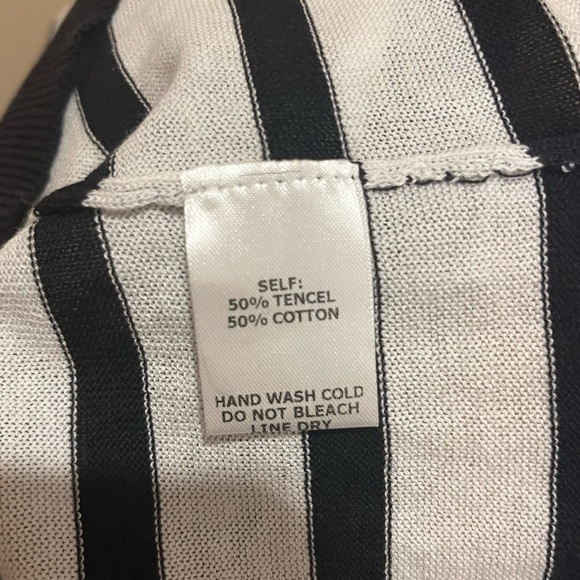 SELF:
50% TENCEL
50% COTTON
HAND WASH COLD
DO NOT BLEACH
LINE DRY